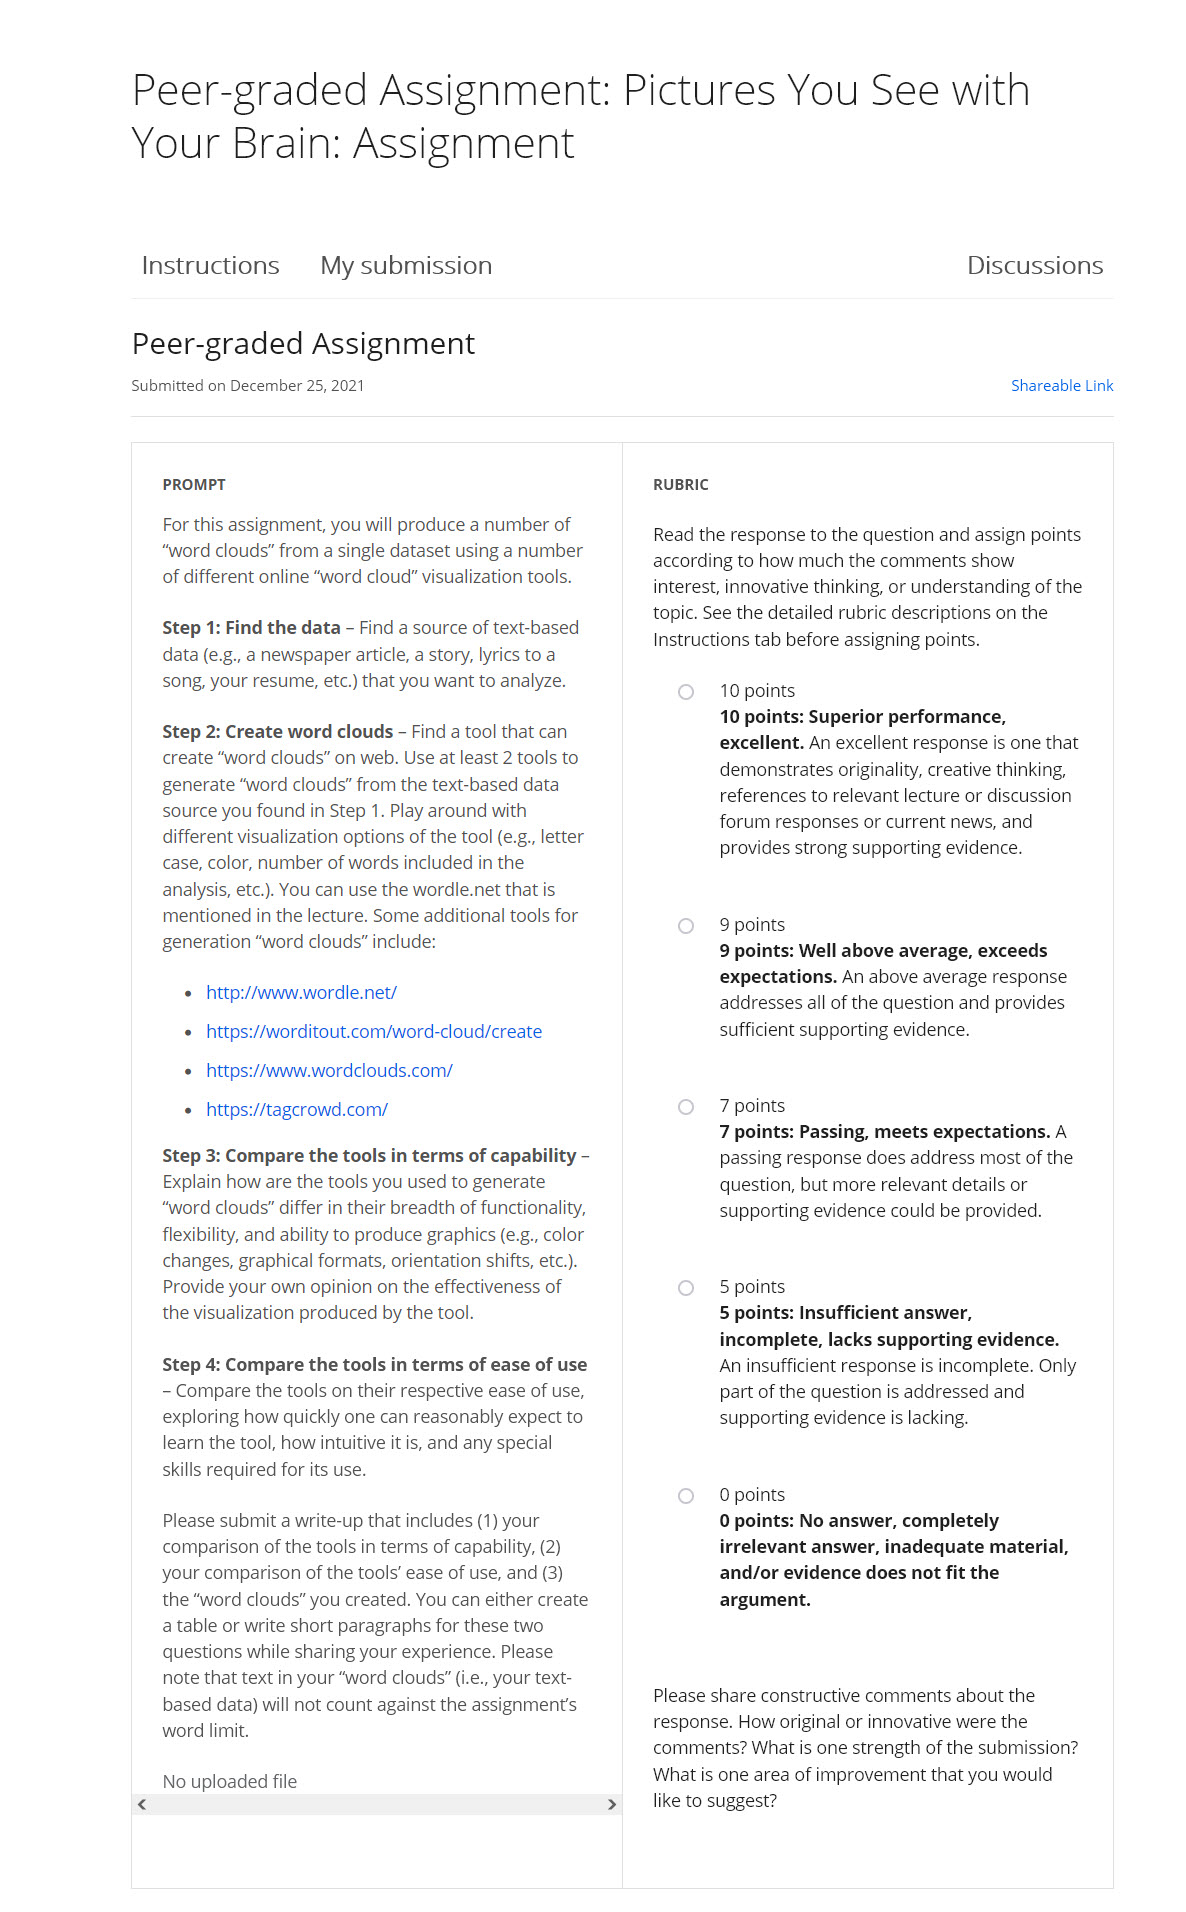 Peer-graded Assignment: Pictures You See with
Your Brain: Assignment
Instructions
My submission
Discussions
Peer-graded Assignment
Submitted on December 25, 2021
Shareable Link
PROMPT
For this assignment, you will produce a number of
“word clouds” from a single dataset using a number
of different online “word cloud” visualization tools.
Step 1: Find the data – Find a source of text-based
data (e.g., a newspaper article, a story, lyrics to a
song, your resume, etc.) that you want to analyze.
Step 2: Create word clouds – Find a tool that can
create “word clouds” on web. Use at least 2 tools to
generate “word clouds” from the text-based data
source you found in Step 1. Play around with
different visualization options of the tool (e.g., letter
case, color, number of words included in the
analysis, etc.). You can use the wordle.net that is
mentioned in the lecture. Some additional tools for
generation “word clouds” include:
• http://www.wordle.net/
• https://worditout.com/word-cloud/create
• https://www.wordclouds.com/
• https://tagcrowd.com/
Step 3: Compare the tools in terms of capability –
Explain how are the tools you used to generate
“word clouds” differ in their breadth of functionality,
flexibility, and ability to produce graphics (e.g., color
changes, graphical formats, orientation shifts, etc.).
Provide your own opinion on the effectiveness of
the visualization produced by the tool.
Step 4: Compare the tools in terms of ease of use
– Compare the tools on their respective ease of use,
exploring how quickly one can reasonably expect to
learn the tool, how intuitive it is, and any special
skills required for its use.
Please submit a write-up that includes (1) your
comparison of the tools in terms of capability, (2)
your comparison of the tools’ ease of use, and (3)
the “word clouds” you created. You can either create
a table or write short paragraphs for these two
questions while sharing your experience. Please
note that text in your “word clouds” (i.e., your text-
based data) will not count against the assignment’s
word limit.
No uploaded file
RUBRIC
Read the response to the question and assign points
according to how much the comments show
interest, innovative thinking, or understanding of the
topic. See the detailed rubric descriptions on the
Instructions tab before assigning points.
10 points
10 points: Superior performance,
excellent. An excellent response is one that
demonstrates originality, creative thinking,
references to relevant lecture or discussion
forum responses or current news, and
provides strong supporting evidence.
9 points
9 points: Well above average, exceeds
expectations. An above average response
addresses all of the question and provides
sufficient supporting evidence.
7 points
7 points: Passing, meets expectations. A
passing response does address most of the
question, but more relevant details or
supporting evidence could be provided.
5 points
5 points: Insufficient answer,
incomplete, lacks supporting evidence.
An insufficient response is incomplete. Only
part of the question is addressed and
supporting evidence is lacking.
0 points
0 points: No answer, completely
irrelevant answer, inadequate material,
and/or evidence does not fit the
argument.
Please share constructive comments about the
response. How original or innovative were the
comments? What is one strength of the submission?
What is one area of improvement that you would
like to suggest?